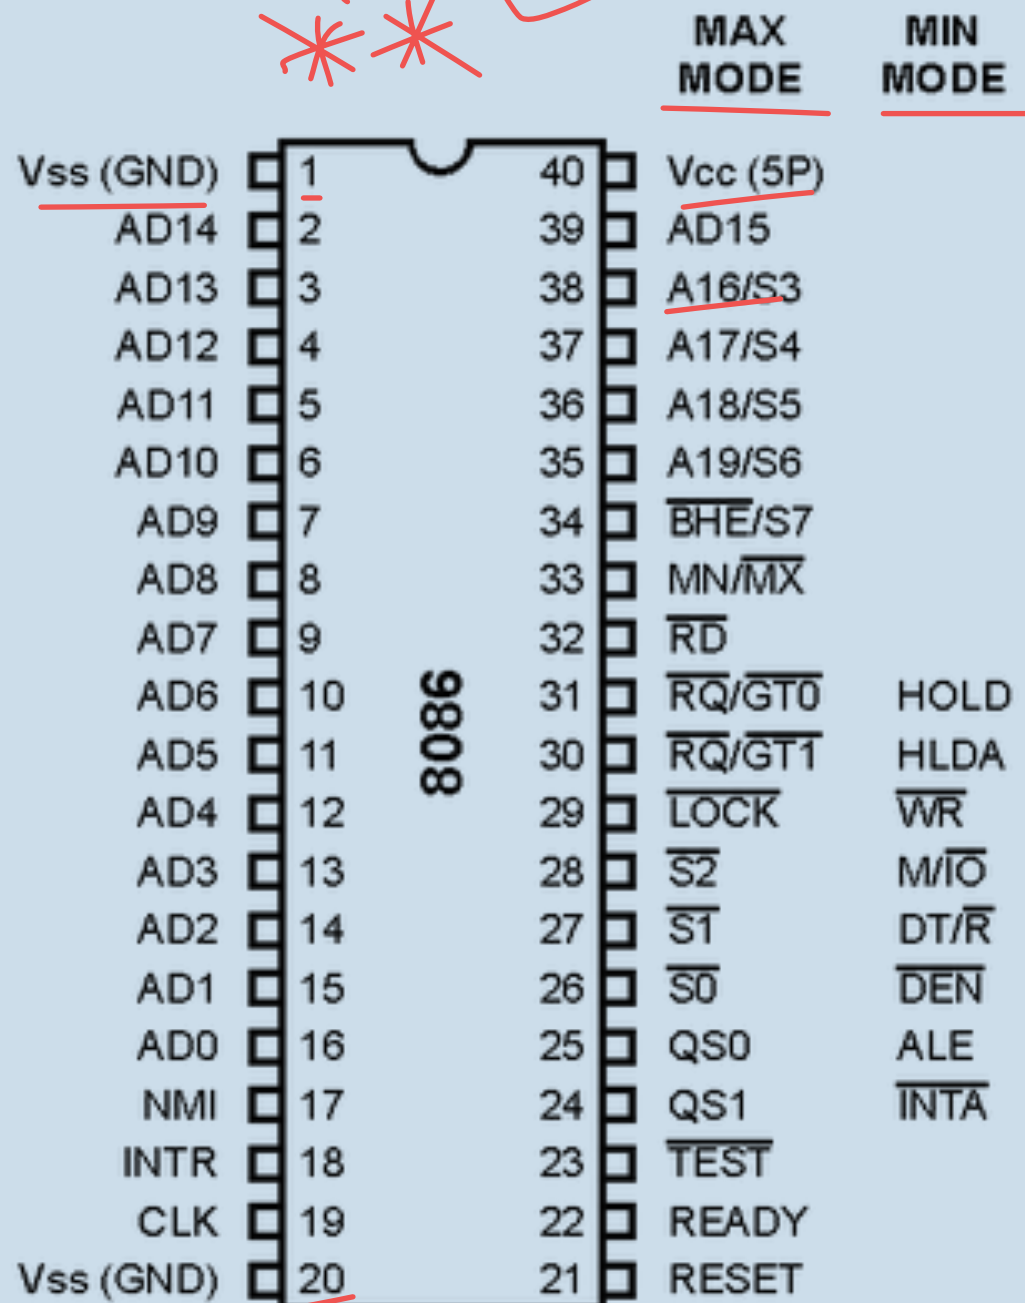 MAX MODE MIN MODE
Vss (GND) 1 40 Vcc (5P)
AD14 2 39 AD15
AD13 3 38 A16/S3
AD12 4 37 A17/S4
AD11 5 36 A18/S5
AD10 6 35 A19/S6
AD9 7 34 BHE/S7
AD8 8 33 MN/MX
AD7 9 32 RD
AD6 10 31 RQ/GT0 HOLD
AD5 11 30 RQ/GT1 HLDA
AD4 12 29 LOCK WR
AD3 13 28 S2 M/IO
AD2 14 27 S1 DT/R
AD1 15 26 S0 DEN
AD0 16 25 QS0 ALE
NMI 17 24 QS1 INTA
INTR 18 23 TEST
CLK 19 22 READY
Vss (GND) 20 21 RESET
8086